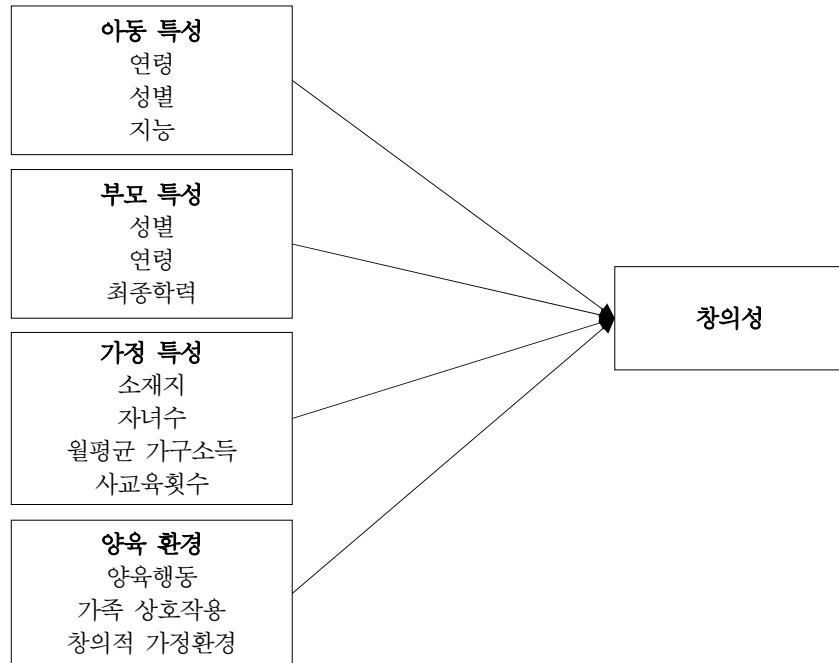 아동 특성
연령
성별
지능
부모 특성
성별
연령
최종학력
가정 특성
소재지
자녀수
월평균 가구소득
사교육횟수
양육 환경
양육행동
가족 상호작용
창의적 가정환경
창의성